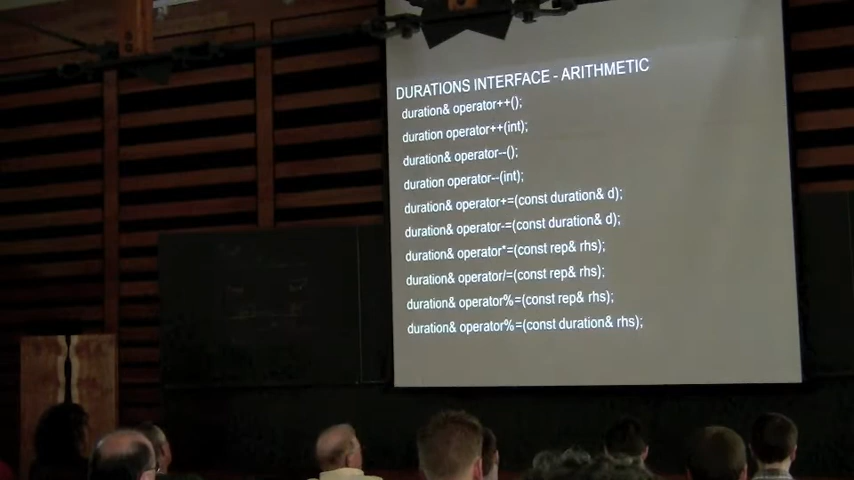 DURATIONS INTERFACE - ARITHMETIC
duration& operator++();
duration operator++(int);
duration& operator--();
duration operator--(int);
duration& operator+=(const duration& d);
duration& operator-=(const duration& d);
duration& operator*=(const rep& rhs);
duration& operator/=(const rep& rhs);
duration& operator%=(const rep& rhs);
duration& operator%=(const duration& rhs);